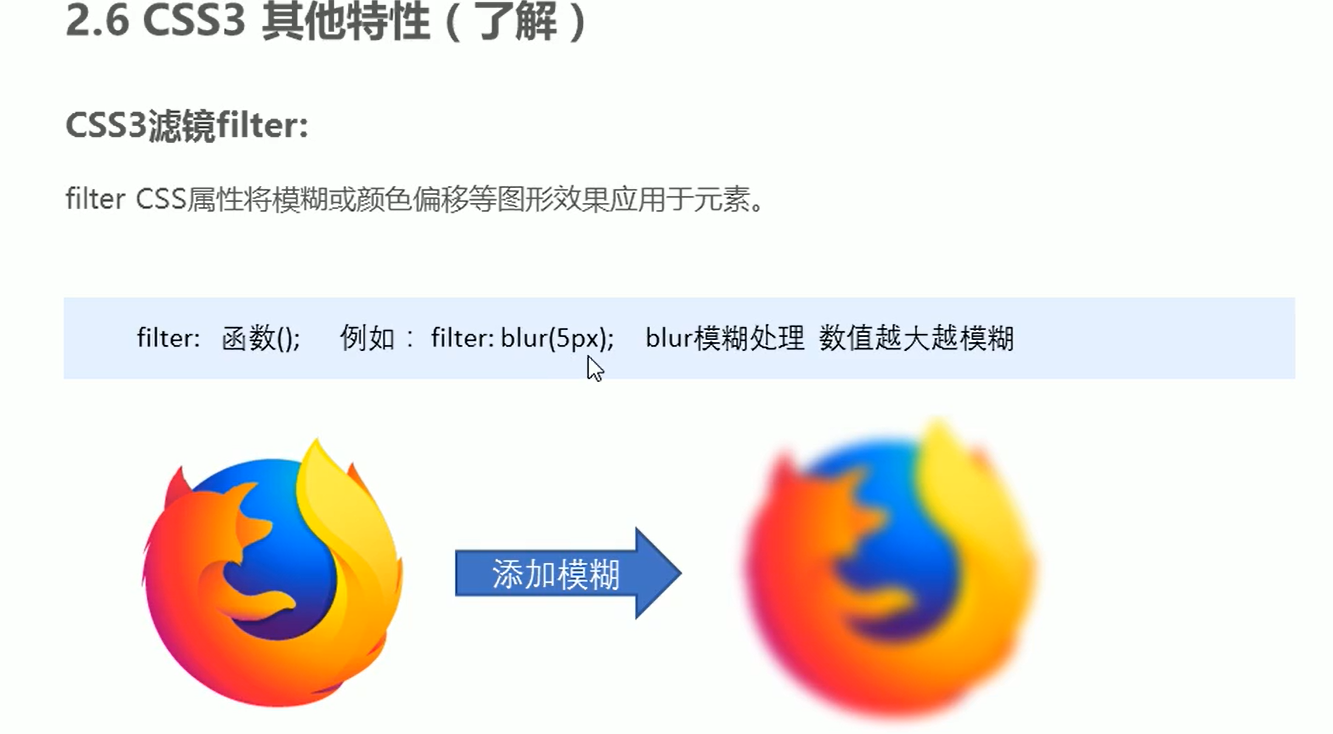 2.6 CSS3 其他特性（了解）
CSS3滤镜filter:
filter CSS属性将模糊或颜色偏移等图形效果应用于元素。
filter: 函数(); 例如： filter: blur(5px); blur模糊处理 数值越大越模糊
添加模糊